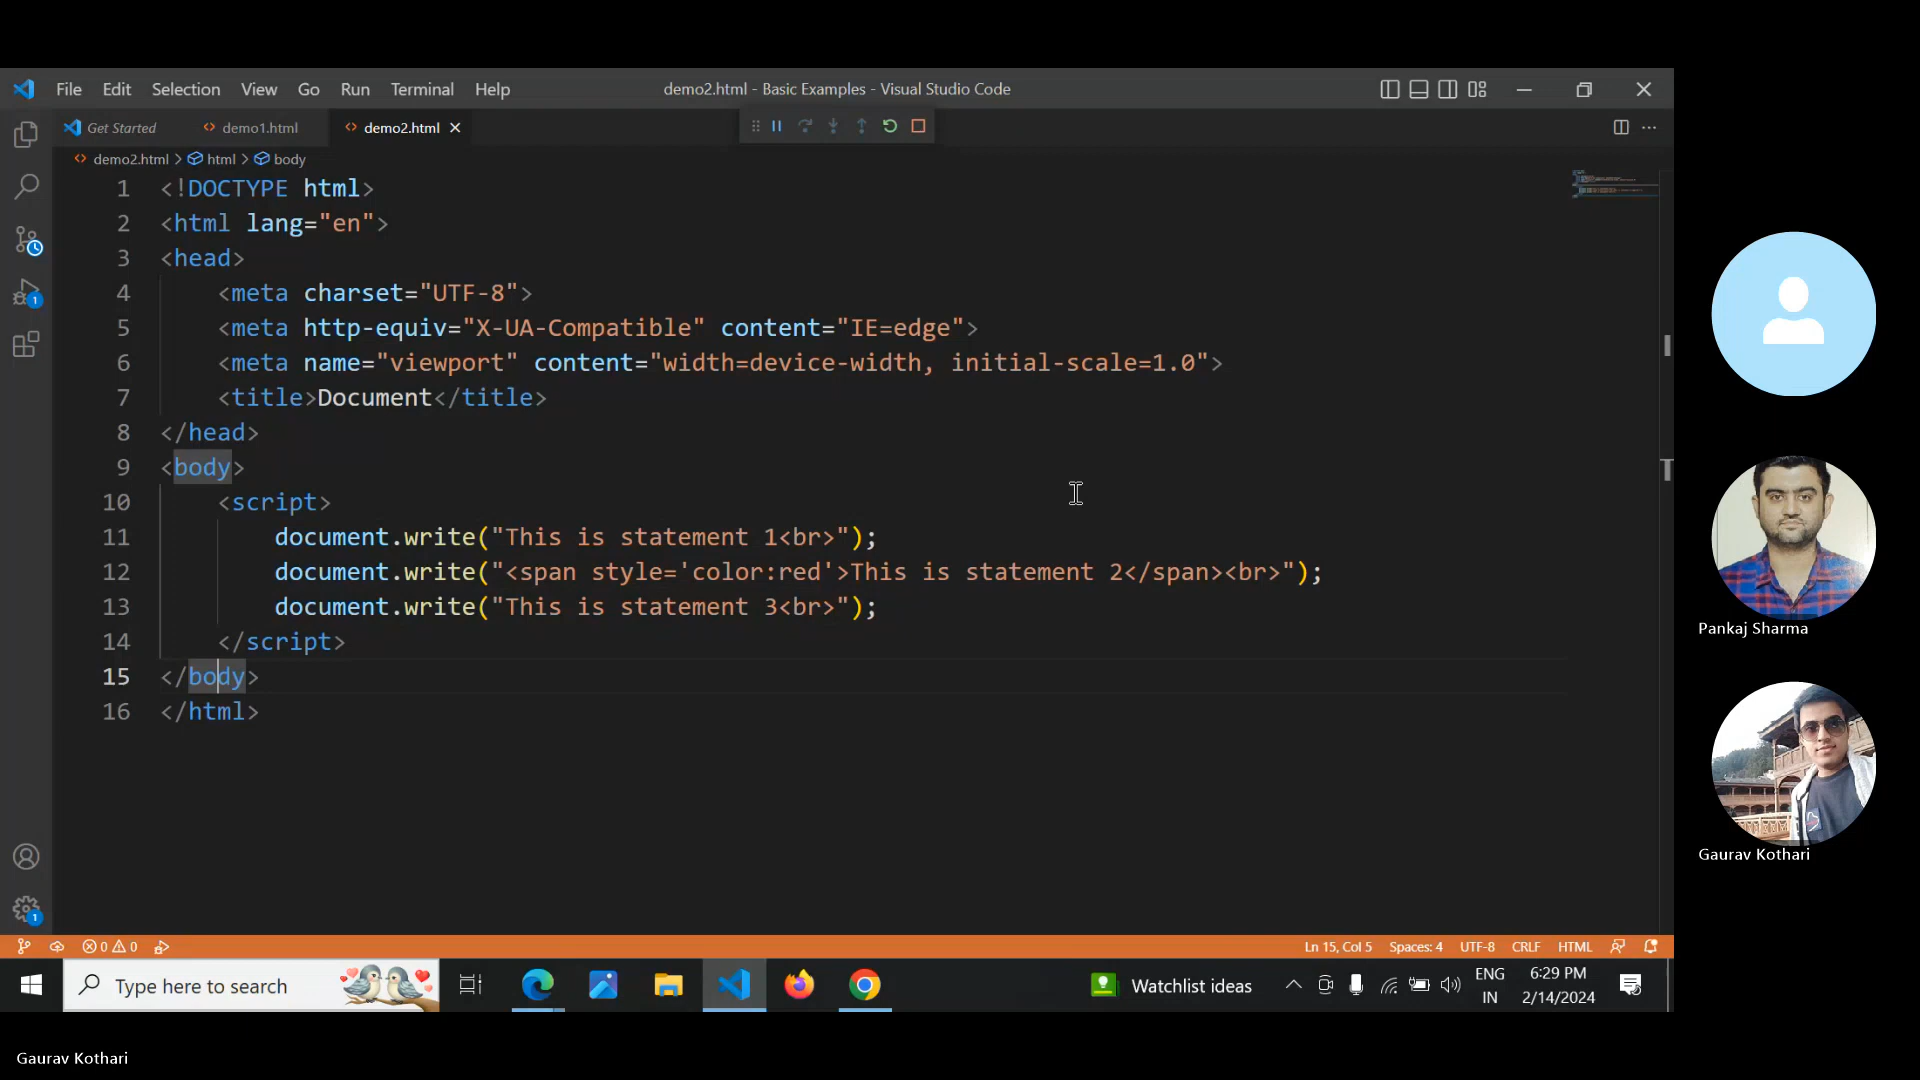 File Edit Selection View Go Run Terminal Help demo2.html - Basic Examples - Visual Studio Code
Get Started demo1.html demo2.html
demo2.html > html > body
1 <!DOCTYPE html>
2 <html lang="en">
3 <head>
4 <meta charset="UTF-8">
5 <meta http-equiv="X-UA-Compatible" content="IE=edge">
6 <meta name="viewport" content="width=device-width, initial-scale=1.0">
7 <title>Document</title>
8 </head>
9 <body>
10 <script>
11 document.write("This is statement 1<br>");
12 document.write("<span style='color:red'>This is statement 2</span><br>");
13 document.write("This is statement 3<br>");
14 </script>
15 </body>
16 </html>
Pankaj Sharma
Gaurav Kothari
1
1
0 0 Ln 15, Col 5 Spaces: 4 UTF-8 CRLF HTML
Type here to search Watchlist ideas ENG 6:29 PM
IN 2/14/2024
Gaurav Kothari